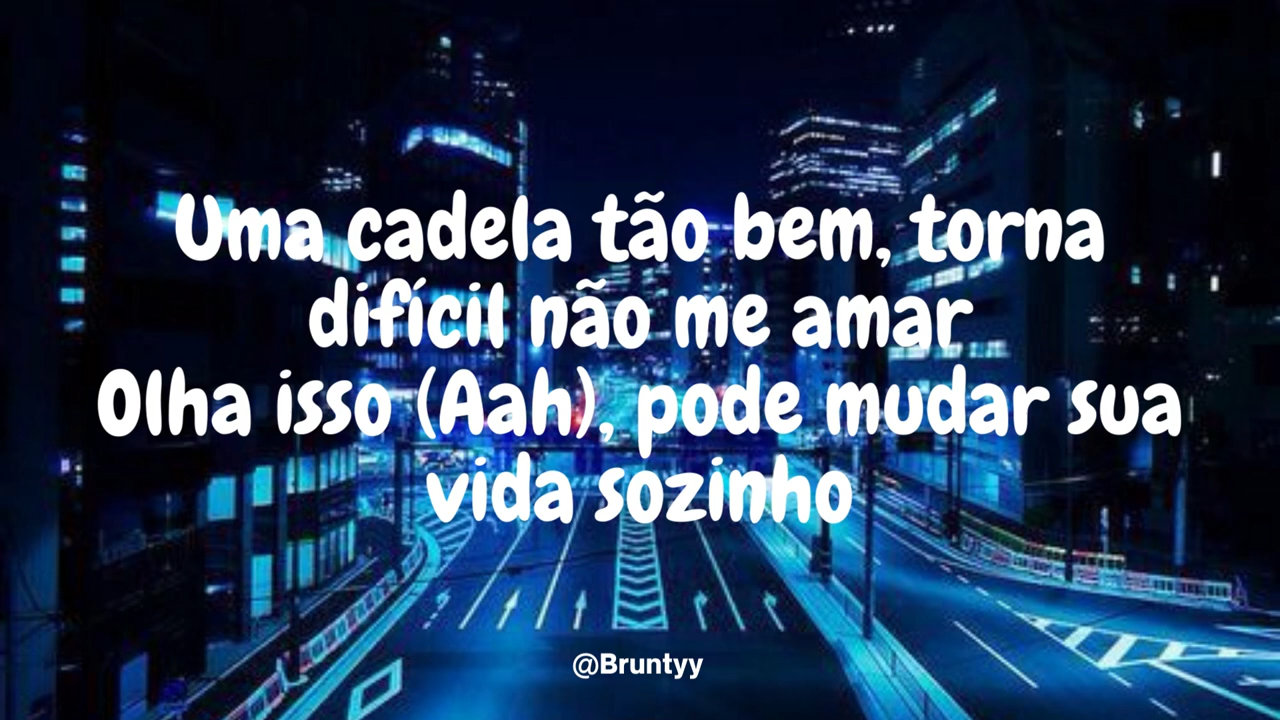 Uma cadela tão bem, torna
difícil não me amar
Olha isso (Aah), pode mudar sua
vida sozinho
@Bruntyy